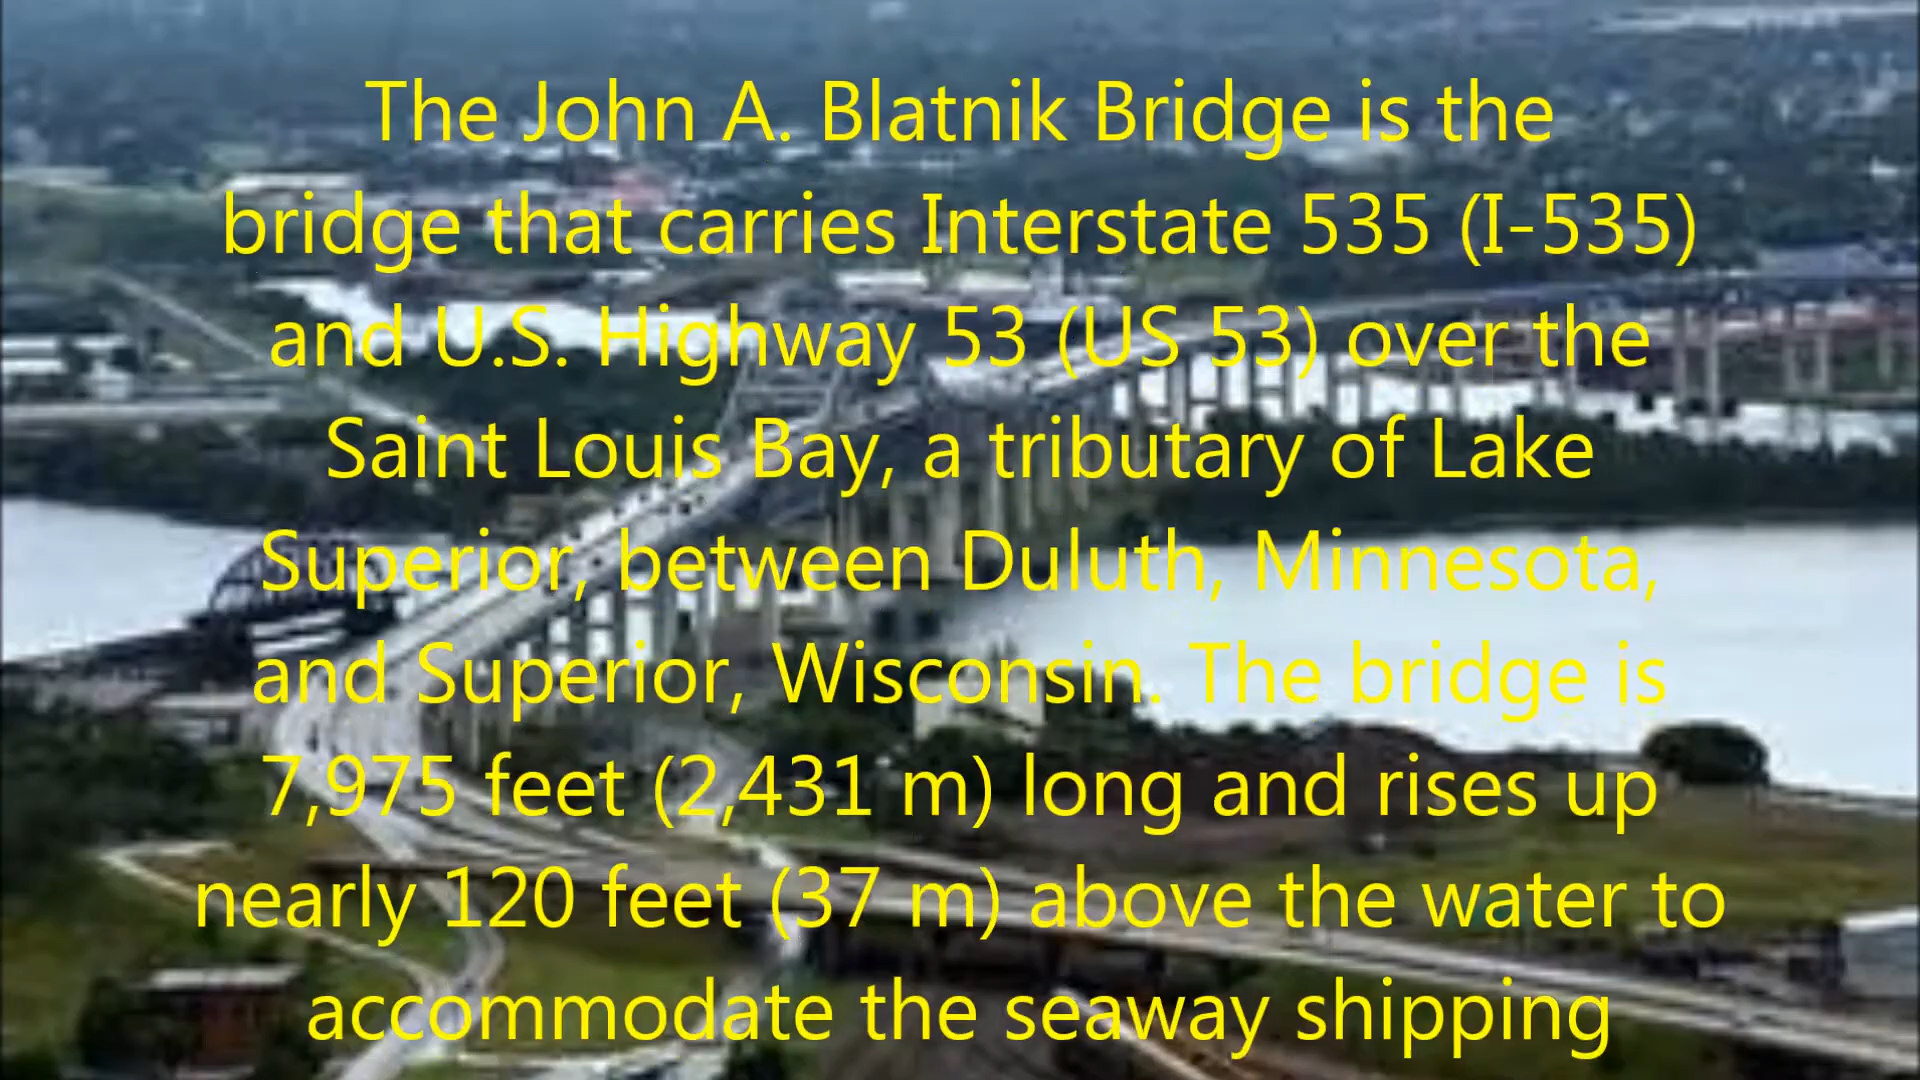 The John A. Blatnik Bridge is the
bridge that carries Interstate 535 (I-535)
and U.S. Highway 53 (US 53) over the
Saint Louis Bay, a tributary of Lake
Superior, between Duluth, Minnesota,
and Superior, Wisconsin. The bridge is
7,975 feet (2,431 m) long and rises up
nearly 120 feet (37 m) above the water to
accommodate the seaway shipping